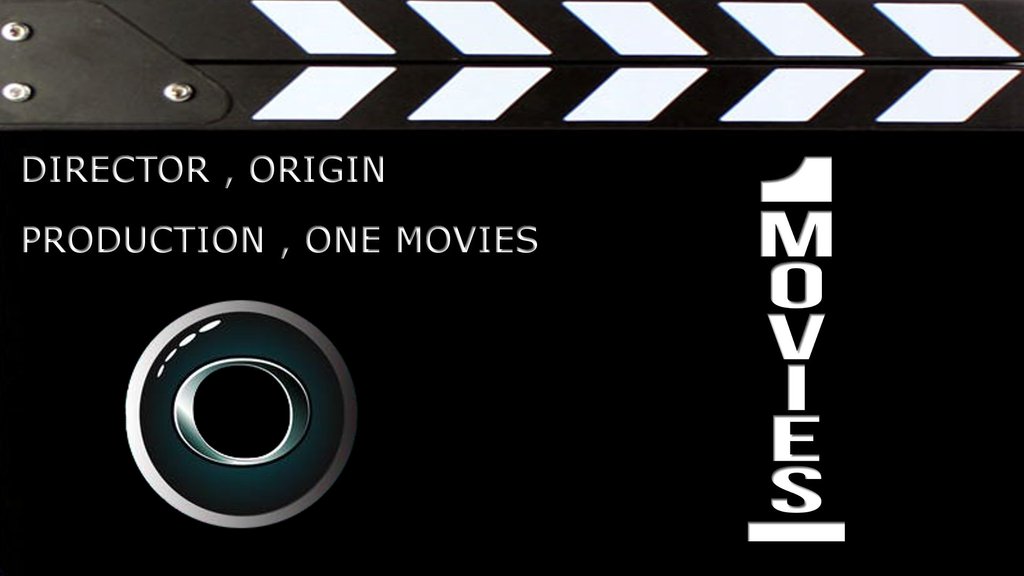 DIRECTOR , ORIGIN
PRODUCTION , ONE MOVIES
O
1
MOVIES